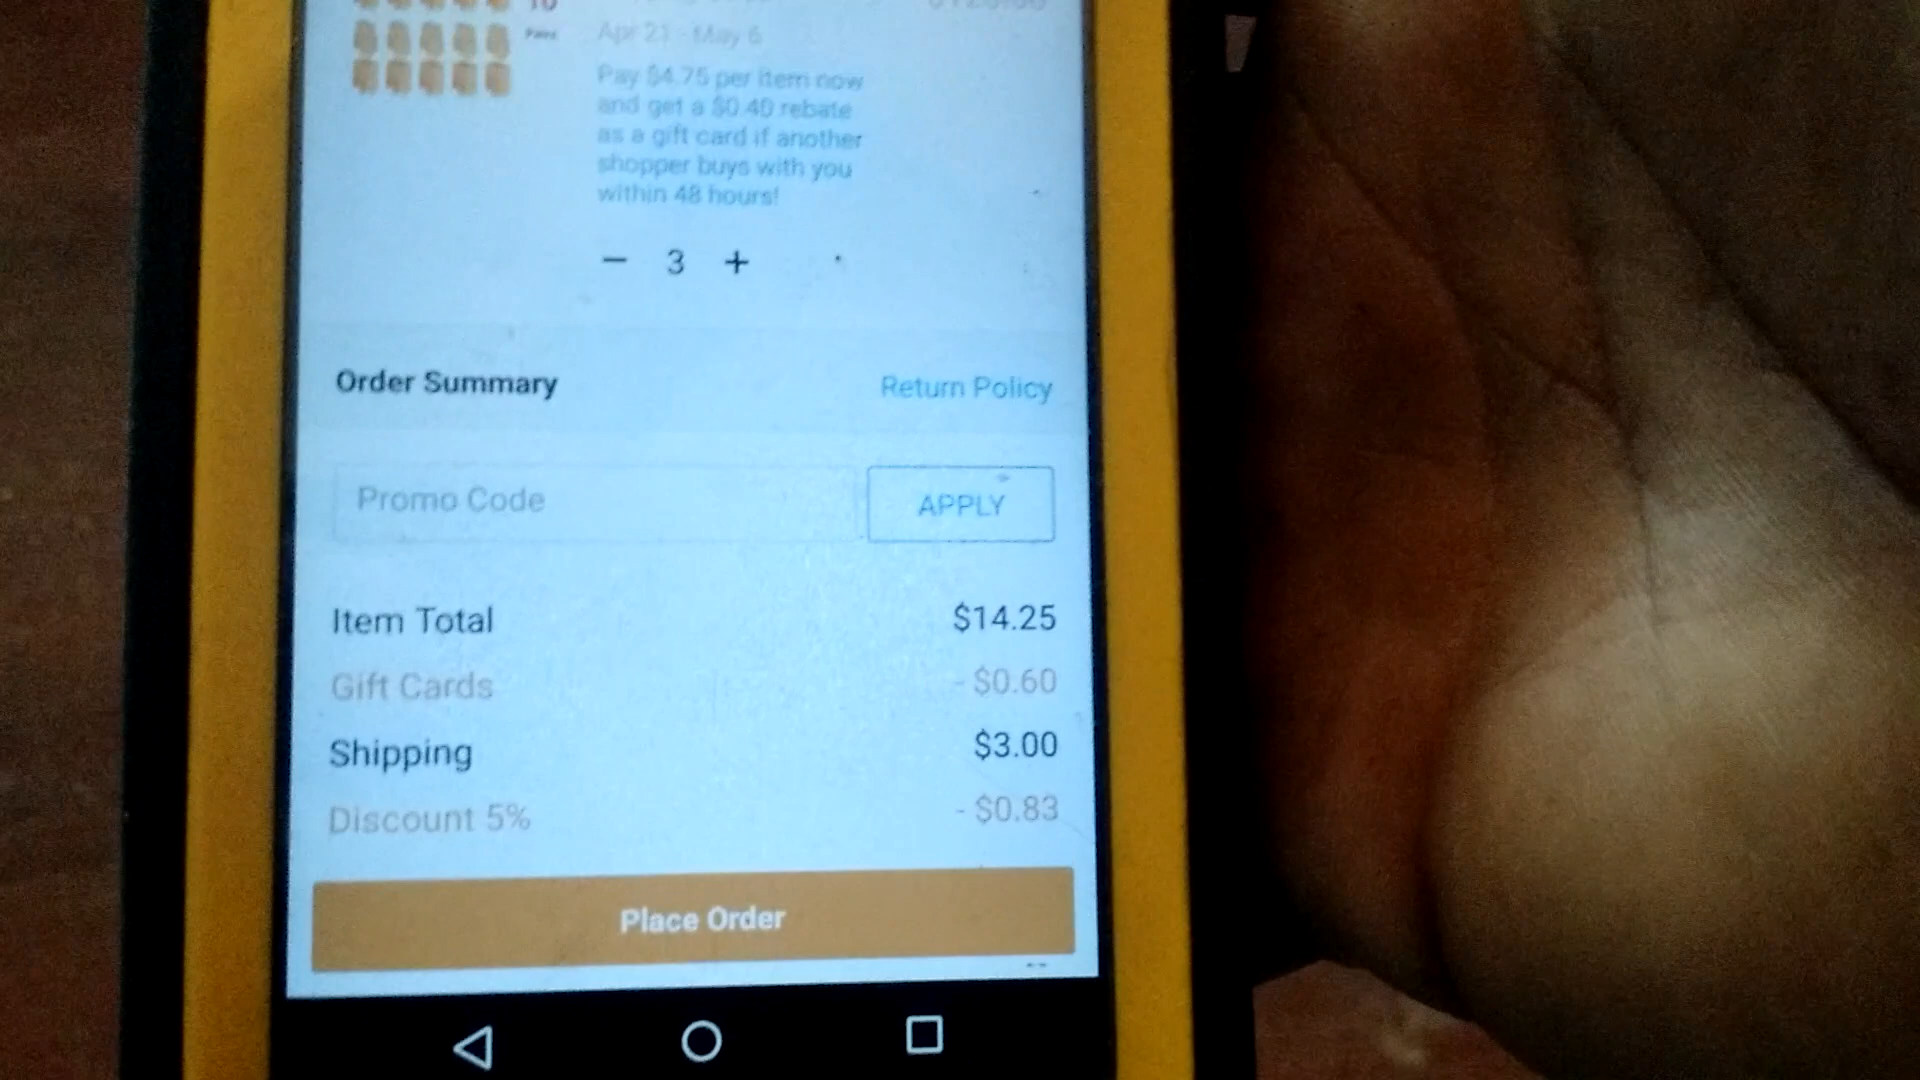 10
Pairs
Apr 21 - May 6
Pay $4.75 per item now
and get a $0.40 rebate
as a gift card if another
shopper buys with you
within 48 hours!
− 3 +
Order Summary
Return Policy
Promo Code
APPLY
Item Total
$14.25
Gift Cards
- $0.60
Shipping
$3.00
Discount 5%
- $0.83
Place Order